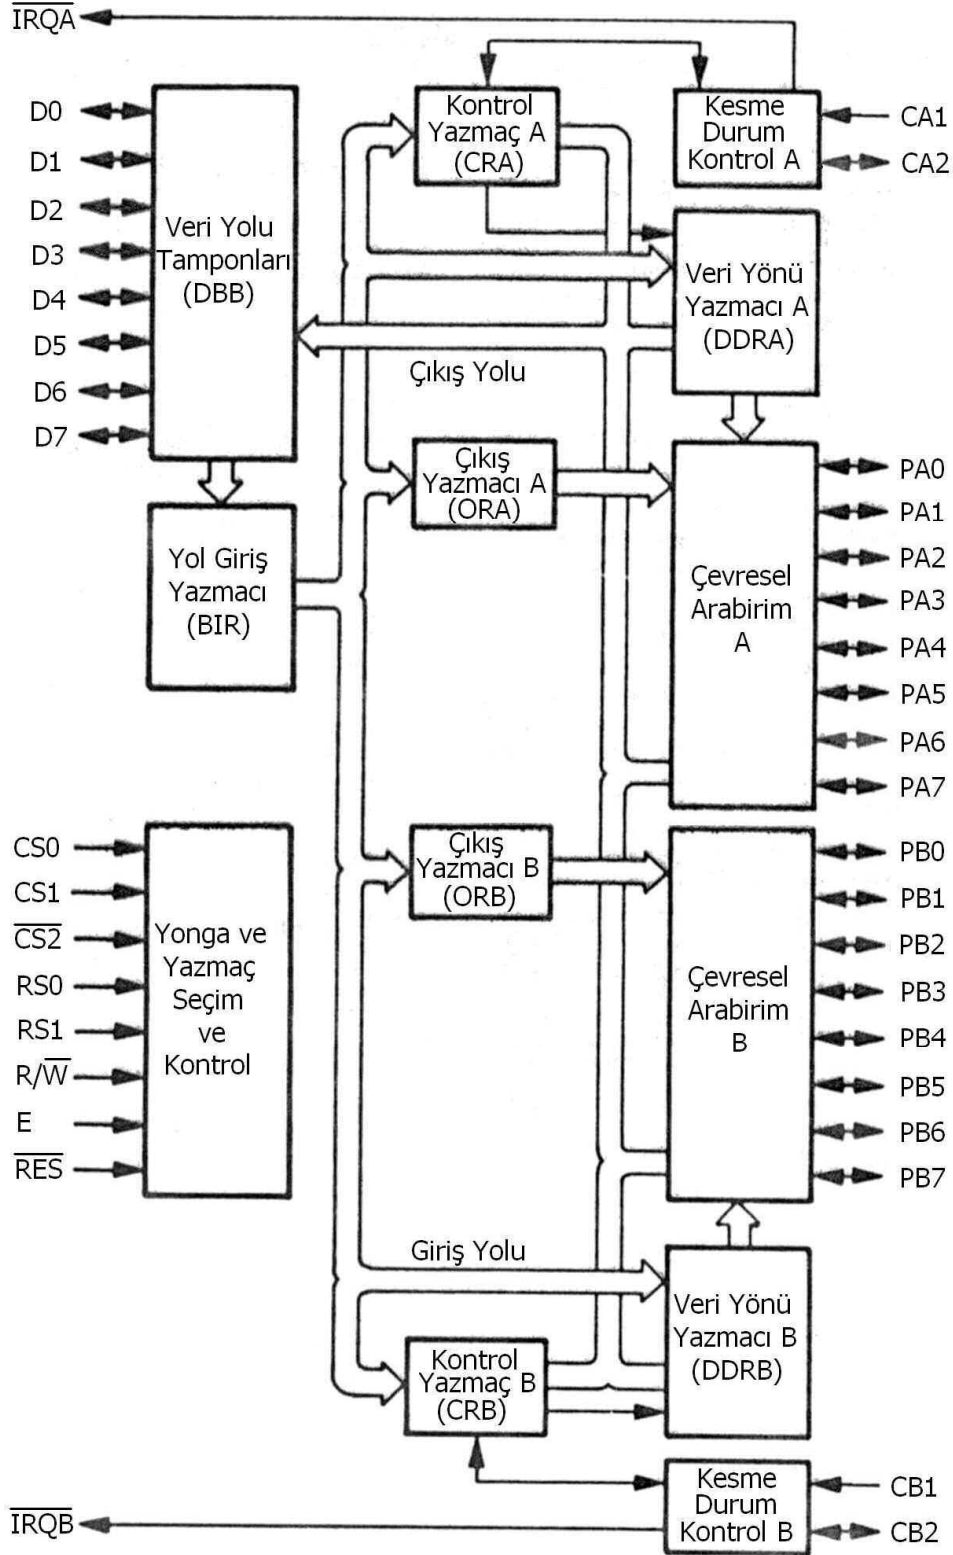 IRQA
Kontrol
Yazmaç A
(CRA)
Kesme
Durum
Kontrol A
CA1
CA2
D0
D1
D2
D3
D4
D5
D6
D7
Veri Yolu
Tamponları
(DBB)
Veri Yönü
Yazmacı A
(DDRA)
Çıkış Yolu
Çıkış
Yazmacı A
(ORA)
Yol Giriş
Yazmacı
(BIR)
Çevresel
Arabirim
A
PA0
PA1
PA2
PA3
PA4
PA5
PA6
PA7
CS0
CS1
CS2
RS0
RS1
R/W
E
RES
Yonga ve
Yazmaç
Seçim
ve
Kontrol
Çıkış
Yazmacı B
(ORB)
Çevresel
Arabirim
B
PB0
PB1
PB2
PB3
PB4
PB5
PB6
PB7
Giriş Yolu
Veri Yönü
Yazmacı B
(DDRB)
Kontrol
Yazmaç B
(CRB)
Kesme
Durum
Kontrol B
CB1
CB2
IRQB